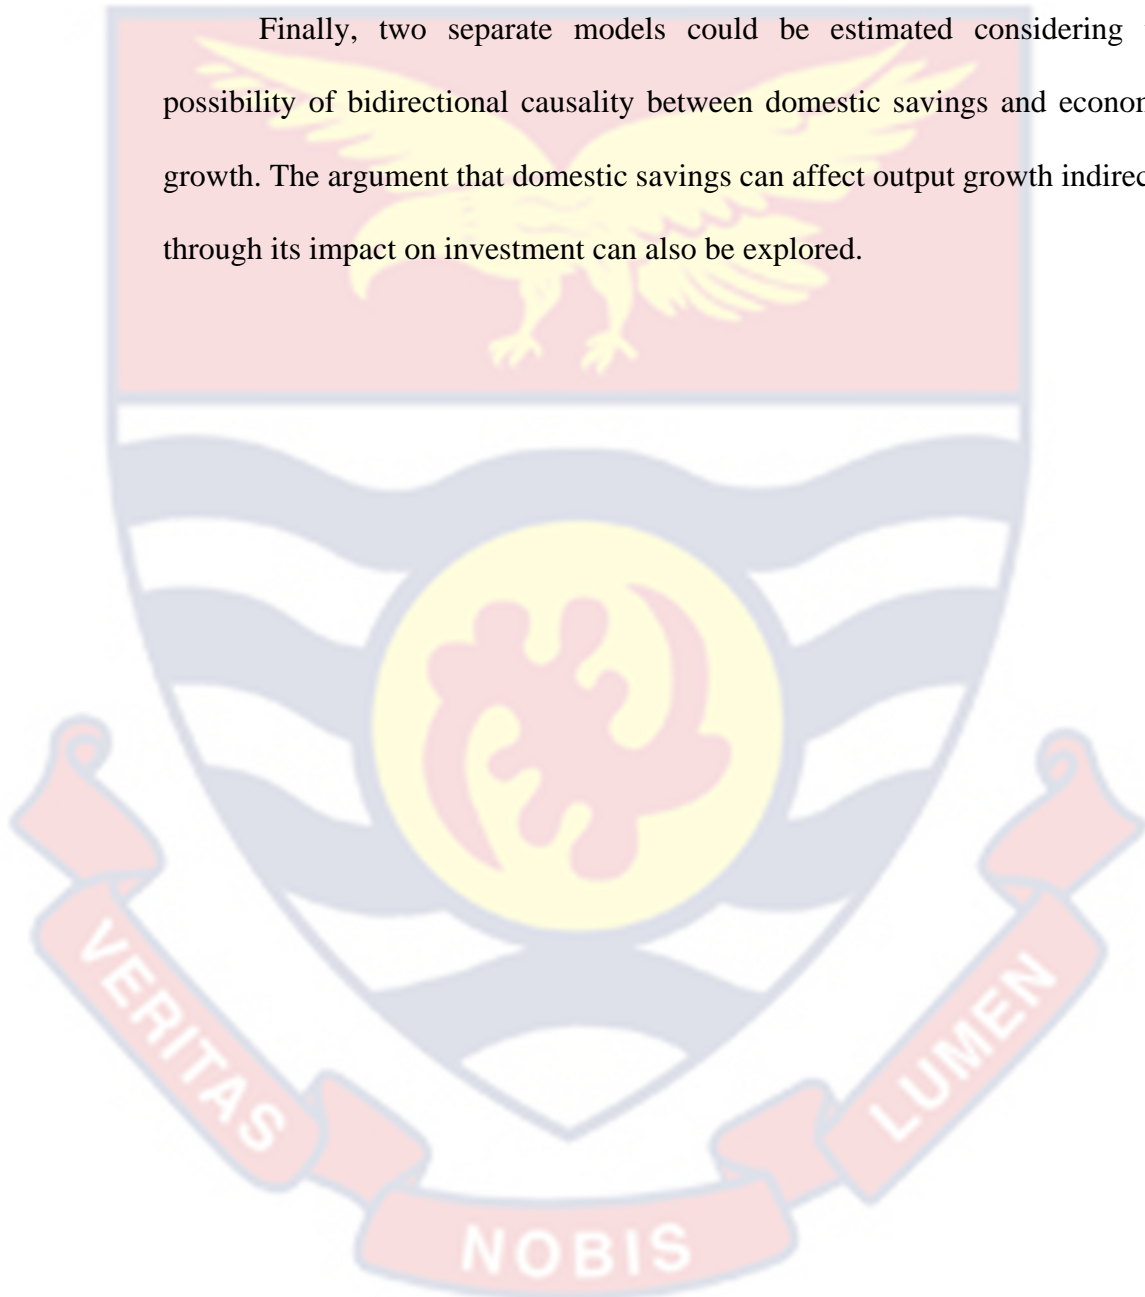 Finally, two separate models could be estimated considering
possibility of bidirectional causality between domestic savings and econom
growth. The argument that domestic savings can affect output growth indirec
through its impact on investment can also be explored.
VERITAS
NOBIS
LUMEN